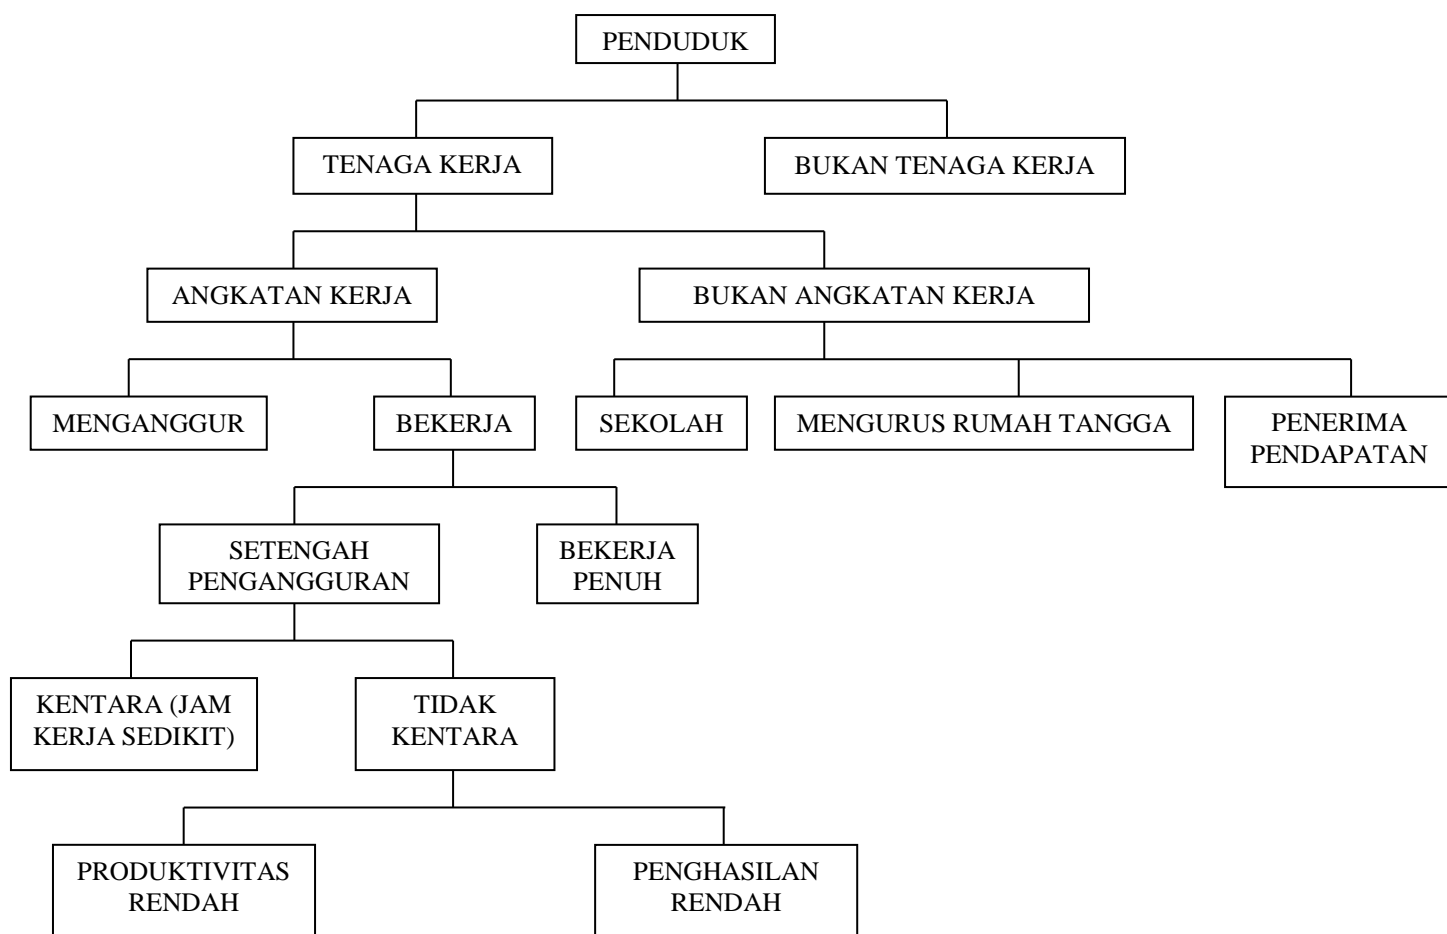 PENDUDUK
TENAGA KERJA
BUKAN TENAGA KERJA
ANGKATAN KERJA
BUKAN ANGKATAN KERJA
MENGANGGUR
BEKERJA
SEKOLAH
MENGURUS RUMAH TANGGA
PENERIMA
PENDAPATAN
SETENGAH
PENGANGGURAN
BEKERJA
PENUH
KENTARA (JAM
KERJA SEDIKIT)
TIDAK
KENTARA
PRODUKTIVITAS
RENDAH
PENGHASILAN
RENDAH